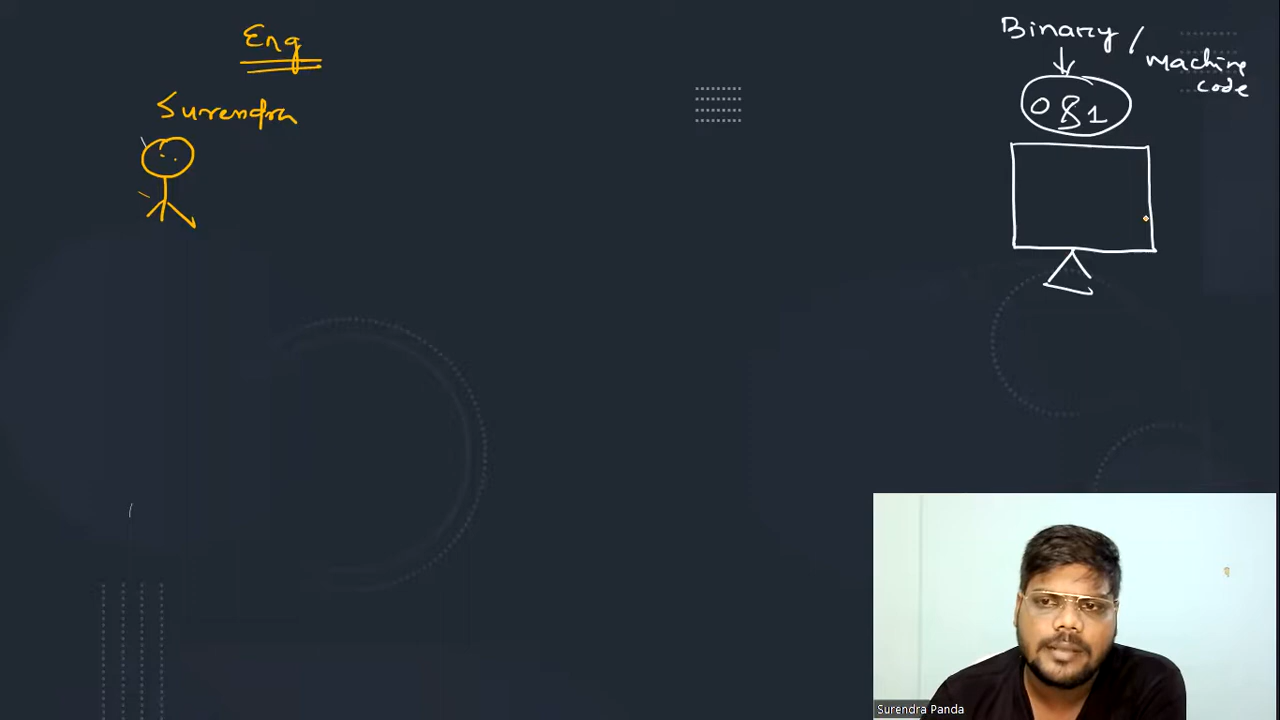 Eng
Surendra
Binary /
Machine
code
0 & 1
Surendra Panda